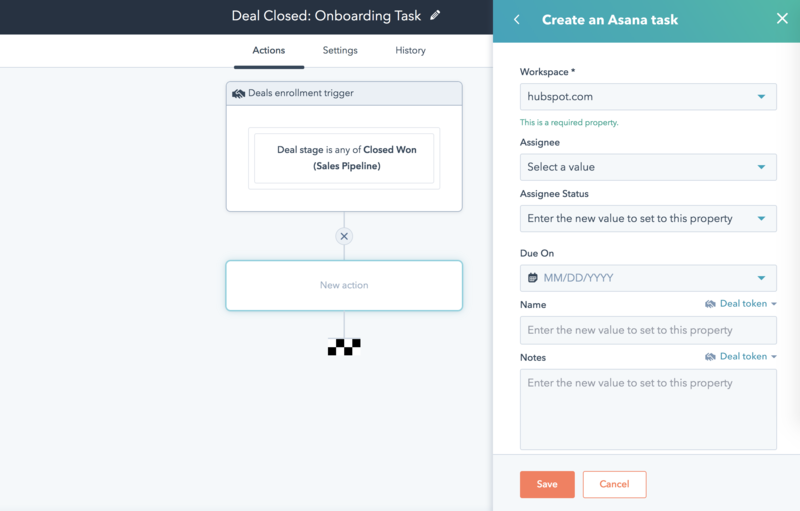 Deal Closed: Onboarding Task
Actions
Settings
History
Deals enrollment trigger
Deal stage is any of Closed Won
(Sales Pipeline)
New action
Create an Asana task
Workspace *
hubspot.com
This is a required property.
Assignee
Select a value
Assignee Status
Enter the new value to set to this property
Due On
MM/DD/YYYY
Name
Deal token
Enter the new value to set to this property
Notes
Deal token
Enter the new value to set to this property
Save
Cancel